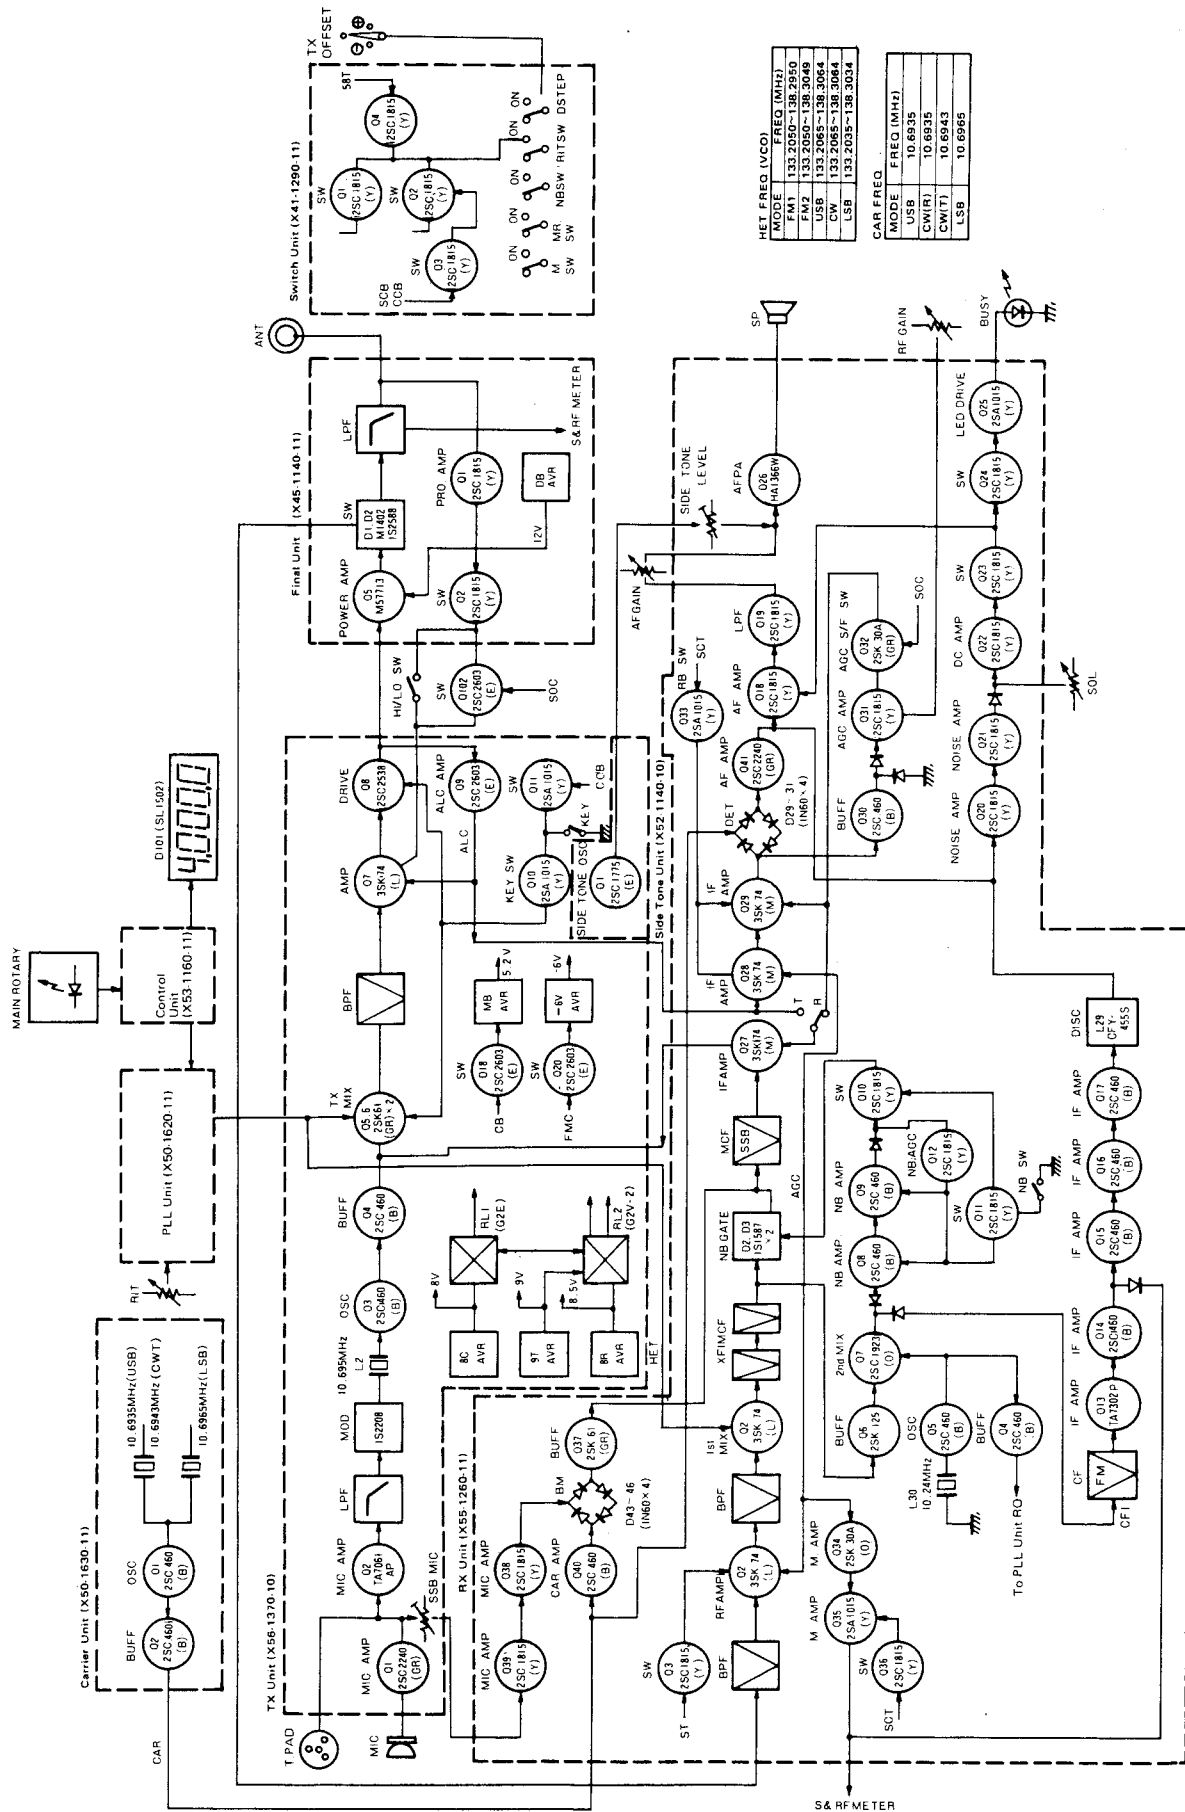 MAIN ROTARY
Control
Unit
(X53-1160-11)
D101 (SL1502)
4,000.0
PLL Unit (X50-1620-11)
RIT
Carrier Unit (X50-1630-11)
10.6935MHz(USB)
10.6943MHz (CWT)
10.6965MHz(LSB)
OSC
Q1
2SC460
(B)
BUFF
Q2
2SC460
(B)
CAR
TX Unit (X56-1370-10)
T.PAD
MIC
MIC AMP
Q1
2SC2240
(GR)
SSB MIC
MIC AMP
Q2
TA7061
AP
LPF
MOD
1S2208
10.695MHz
L2
OSC
Q3
2SC460
(B)
BUFF
Q4
2SC460
(B)
TX
MIX
Q5.6
2SK61
(GR)×2
BPF
AMP
Q7
3SK74
(L)
DRIVE
Q8
2SC2538
ALC AMP
Q9
2SC2603
(E)
ALC
KEY SW
Q10
2SA1015
(Y)
SW
Q11
2SA1015
(Y)
CCB
KEY
SIDE TONE OSC
Q1
2SC1775
(E)
Side Tone Unit (X52-1140-10)
8C
AVR
8V
9T
AVR
9V
8R
AVR
8.5V
RL1
(G2E)
RL2
(G2V-2)
HET
CB
SW
Q18
2SC2603
(E)
MB
AVR
5.2V
FMC
SW
Q20
2SC2603
(E)
-6V
AVR
-6V
Final Unit (X45-1140-11)
POWER AMP
Q5
M57713
SW
D1,D2
MI402
1S2588
LPF
ANT
PRO AMP
Q1
2SC1815
(Y)
SW
Q2
2SC1815
(Y)
DB
AVR
12V
S&RF METER
HI/LO SW
SW
Q102
2SC2603
(E)
SOC
Switch Unit (X41-1290-11)
58T
Q4
2SC1815
(Y)
SW
Q1
2SC1815
(Y)
SW
Q2
2SC1815
(Y)
SW
Q3
2SC1815
(Y)
SCB
CCB
TX
OFFSET
⊖ ⊕
ON
ON
ON
ON
ON
M
SW
MR.
SW
NBSW
RITSW
DSTEP
RX Unit (X55-1260-11)
MIC AMP
Q39
2SC1815
(Y)
MIC AMP
Q38
2SC1815
(Y)
CAR AMP
Q40
2SC460
(B)
BM
D43~46
(IN60×4)
BUFF
Q37
2SK61
(GR)
ST
SW
Q3
2SC1815
(Y)
BPF
RF AMP
Q2
3SK74
(L)
BPF
1st
MIX
Q2
3SK74
(L)
XF1MCF
NB GATE
D2.D3
1S1587
×2
MCF
SSB
IF AMP
Q27
3SK74
(M)
T
R
IF
AMP
Q28
3SK74
(M)
IF
AMP
Q29
3SK74
(M)
DET
D29~31
(IN60×4)
AF AMP
Q41
2SC2240
(GR)
AF AMP
Q18
2SC1815
(Y)
LPF
Q19
2SC1815
(Y)
AFGAIN
SIDE TONE
LEVEL
AFPA
Q26
HA1366W
SP
RB SW
Q33
2SA1015
(Y)
SCT
BUFF
Q30
2SC460
(B)
AGC AMP
Q31
2SC1815
(Y)
AGC S/F SW
Q32
2SK30A
(GR)
SOC
RF GAIN
AGC
M AMP
Q34
2SK30A
(O)
M AMP
Q35
2SA1015
(Y)
SW
Q36
2SC1815
(Y)
SCT
S& RFMETER
BUFF
Q6
2SK125
2nd MIX
Q7
2SC1923
(O)
NB AMP
Q8
2SC460
(B)
NB AMP
Q9
2SC460
(B)
SW
Q10
2SC1815
(Y)
NB.AGC
Q12
2SC1815
(Y)
SW
Q11
2SC1815
(Y)
NB SW
L30
10.24MHz
OSC
Q5
2SC460
(B)
BUFF
Q4
2SC460
(B)
To PLL Unit RO
CF
FM
CF1
IF AMP
Q13
TA7302P
IF AMP
Q14
2SC460
(B)
IF AMP
Q15
2SC460
(B)
IF AMP
Q16
2SC460
(B)
IF AMP
Q17
2SC460
(B)
DISC
L29
CFY-
455S
NOISE AMP
Q20
2SC1815
(Y)
NOISE AMP
Q21
2SC1815
(Y)
SQL
DC AMP
Q22
2SC1815
(Y)
SW
Q23
2SC1815
(Y)
SW
Q24
2SC1815
(Y)
LED DRIVE
Q25
2SA1015
(Y)
BUSY
HET FREQ (VCO)
MODE FREQ (MHz)
FM1 133.2050~138.2950
FM2 133.2050~138.3049
USB 133.2065~138.3064
CW 133.2065~138.3064
LSB 133.2035~138.3034
CAR FREQ
MODE FREQ (MHz)
USB 10.6935
CW(R) 10.6935
CW(T) 10.6943
LSB 10.6965